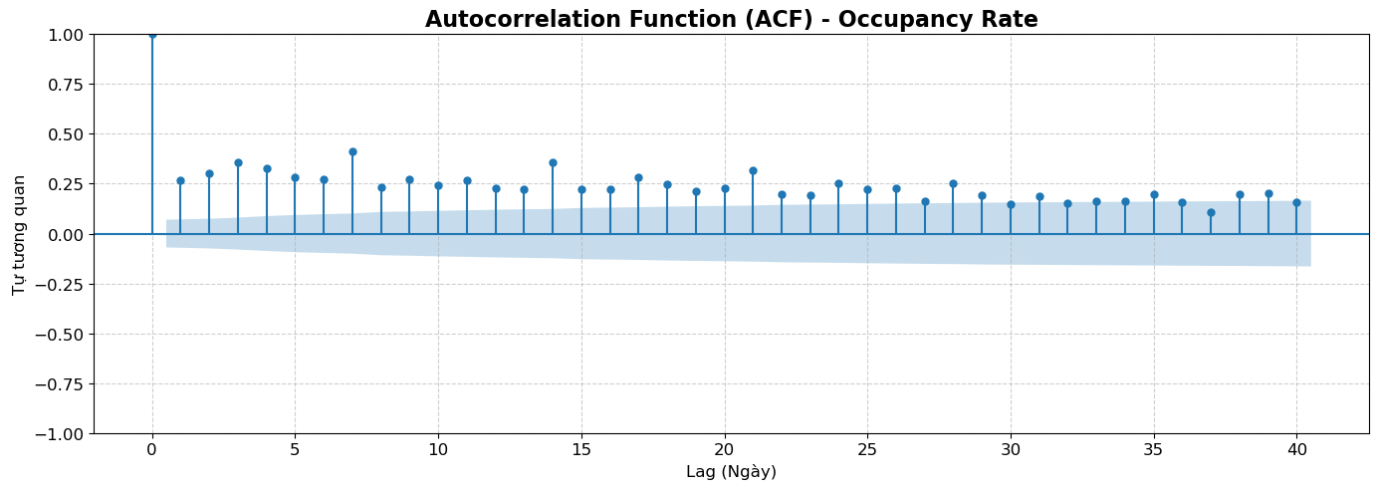 Autocorrelation Function (ACF) - Occupancy Rate
1.00
0.75
0.50
0.25
0.00
−0.25
−0.50
−0.75
−1.00
Tự tương quan
0 5 10 15 20 25 30 35 40
Lag (Ngày)